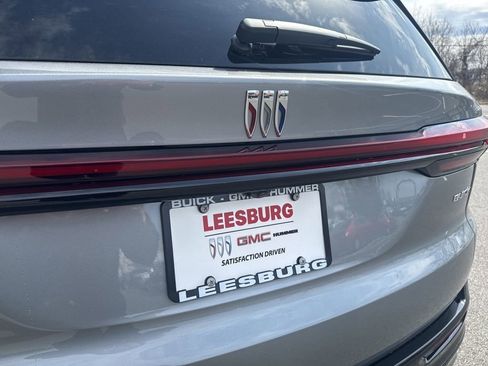 BUICK • GMC • HUMMER
LEESBURG
GMC HUMMER
SATISFACTION DRIVEN
LEESBURG